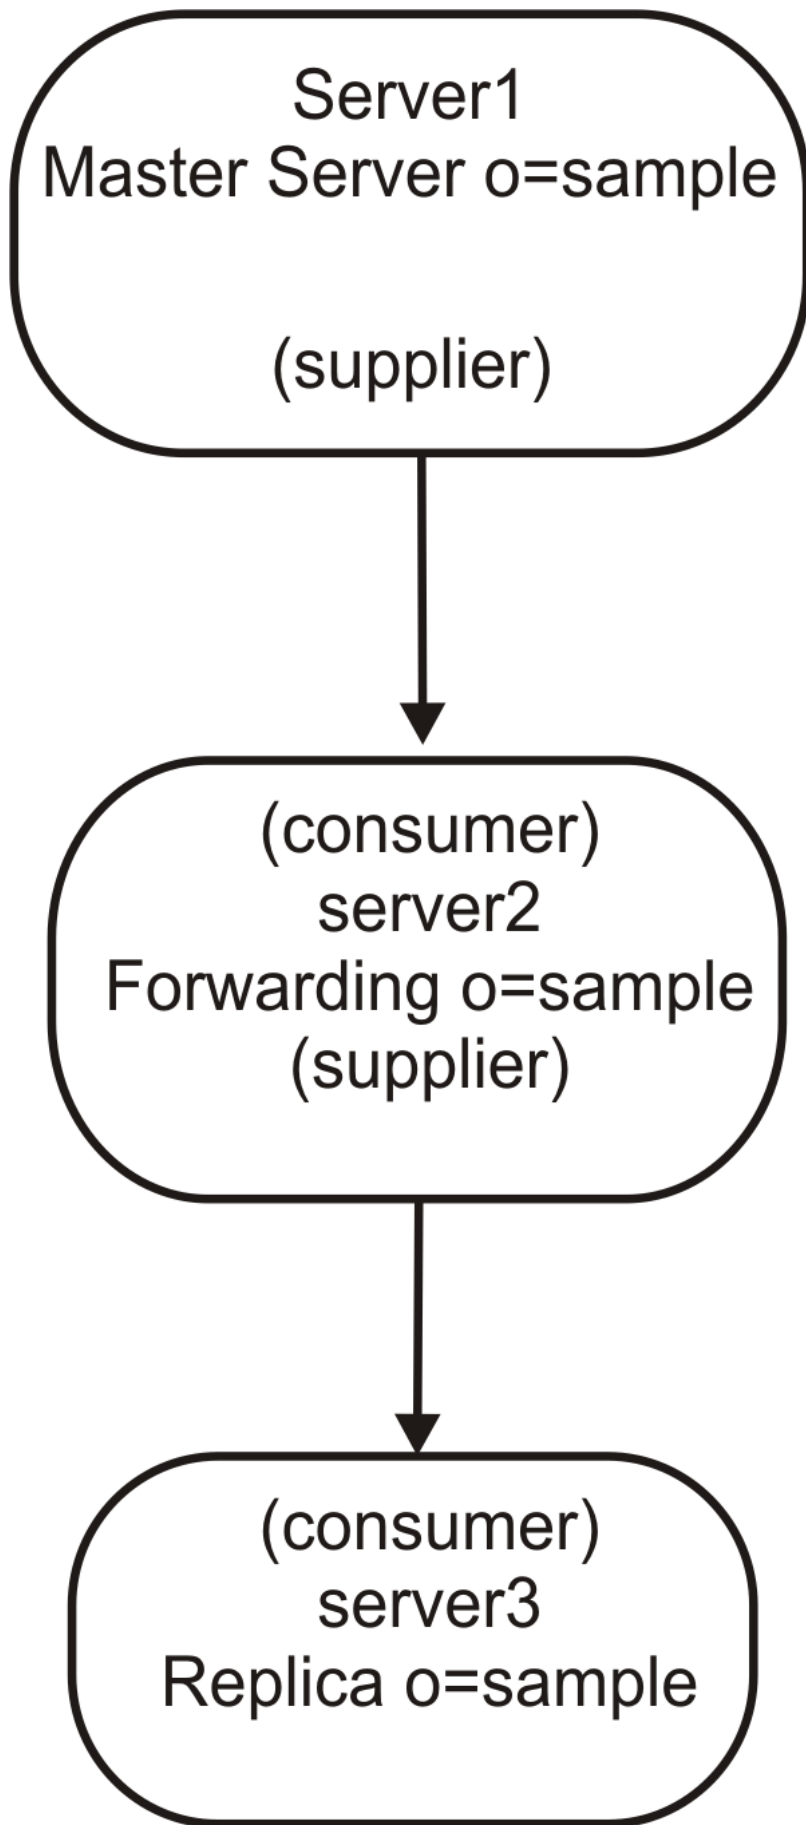 Server1
Master Server o=sample
(supplier)
(consumer)
server2
Forwarding o=sample
(supplier)
(consumer)
server3
Replica o=sample